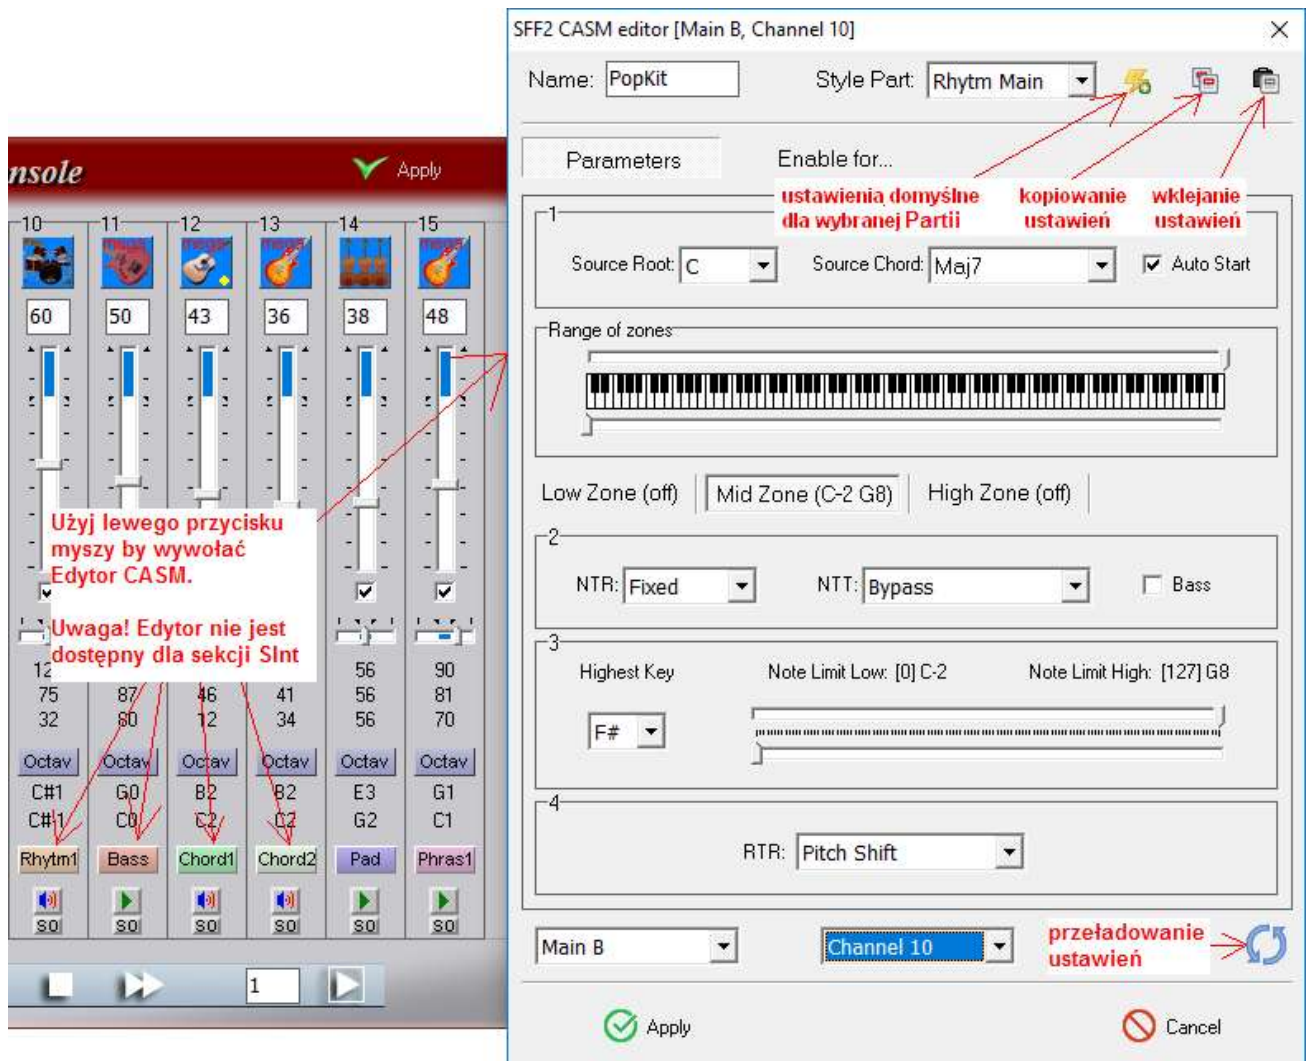 SFF2 CASM editor [Main B, Channel 10]
Name: PopKit Style Part: Rhytm Main
Parameters Enable for...
ustawienia domyślne
dla wybranej Partii
kopiowanie
ustawień
wklejanie
ustawień
1
Source Root: C Source Chord: Maj7 Auto Start
Range of zones
Low Zone (off) Mid Zone (C-2 G8) High Zone (off)
2
NTR: Fixed NTT: Bypass Bass
3
Highest Key Note Limit Low: [0] C-2 Note Limit High: [127] G8
F#
4
RTR: Pitch Shift
Main B Channel 10
przeładowanie
ustawień
Apply Cancel
nsole Apply
10 11 12 13 14 15
mega mega mega mega
60 50 43 36 38 48
Użyj lewego przycisku
myszy by wywołać
Edytor CASM.
Uwaga! Edytor nie jest
dostępny dla sekcji SInt
56 90
75 87 46 41 56 81
32 80 12 34 56 70
Octav Octav Octav Octav Octav Octav
C#1 G0 B2 B2 E3 G1
C#1 C0 C2 C2 G2 C1
Rhytm1 Bass Chord1 Chord2 Pad Phras1
SO SO SO SO SO SO
1